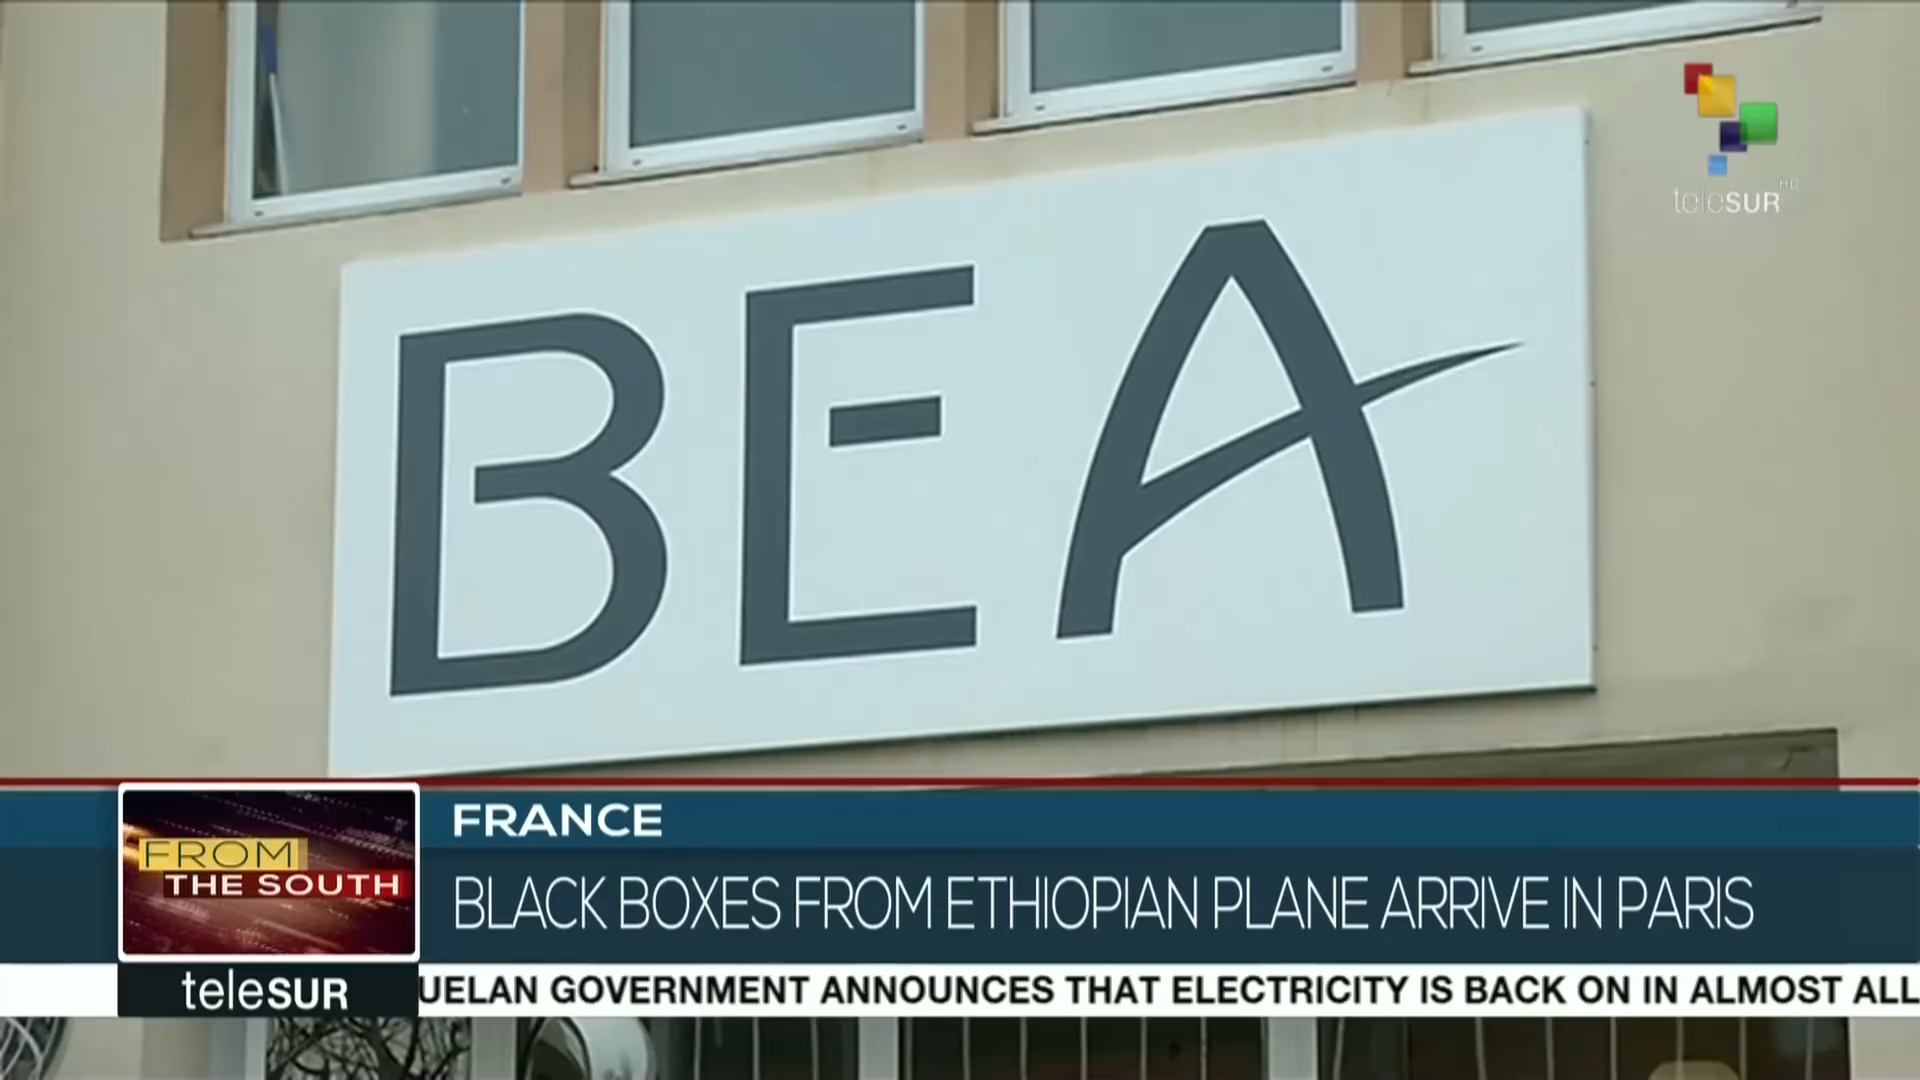 teleSUR HD
BEA
FRANCE
FROM
THE SOUTH
BLACK BOXES FROM ETHIOPIAN PLANE ARRIVE IN PARIS
teleSUR
UELAN GOVERNMENT ANNOUNCES THAT ELECTRICITY IS BACK ON IN ALMOST ALL